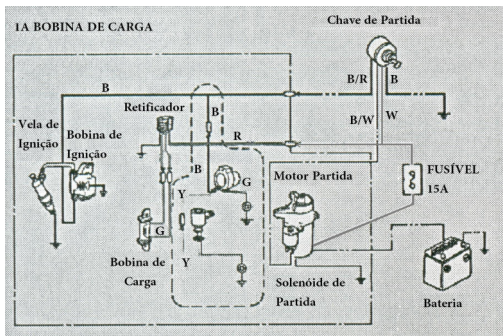 1A BOBINA DE CARGA
Chave de Partida
B/R
B
B
Retificador
B
W
B/W
R
Vela de
Ignição
Bobina de
Ignição
B
G
Motor Partida
FUSÍVEL
15A
Y
G
Y
Bobina de
Carga
Solenóide de
Partida
Bateria